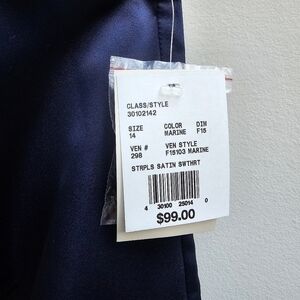 CLASS/STYLE
30102142
SIZE COLOR DIM
14 MARINE F15
VEN # VEN STYLE
298 F15103 MARINE
STRPLS SATIN SWTHRT
4 30100 25014 0
$99.00